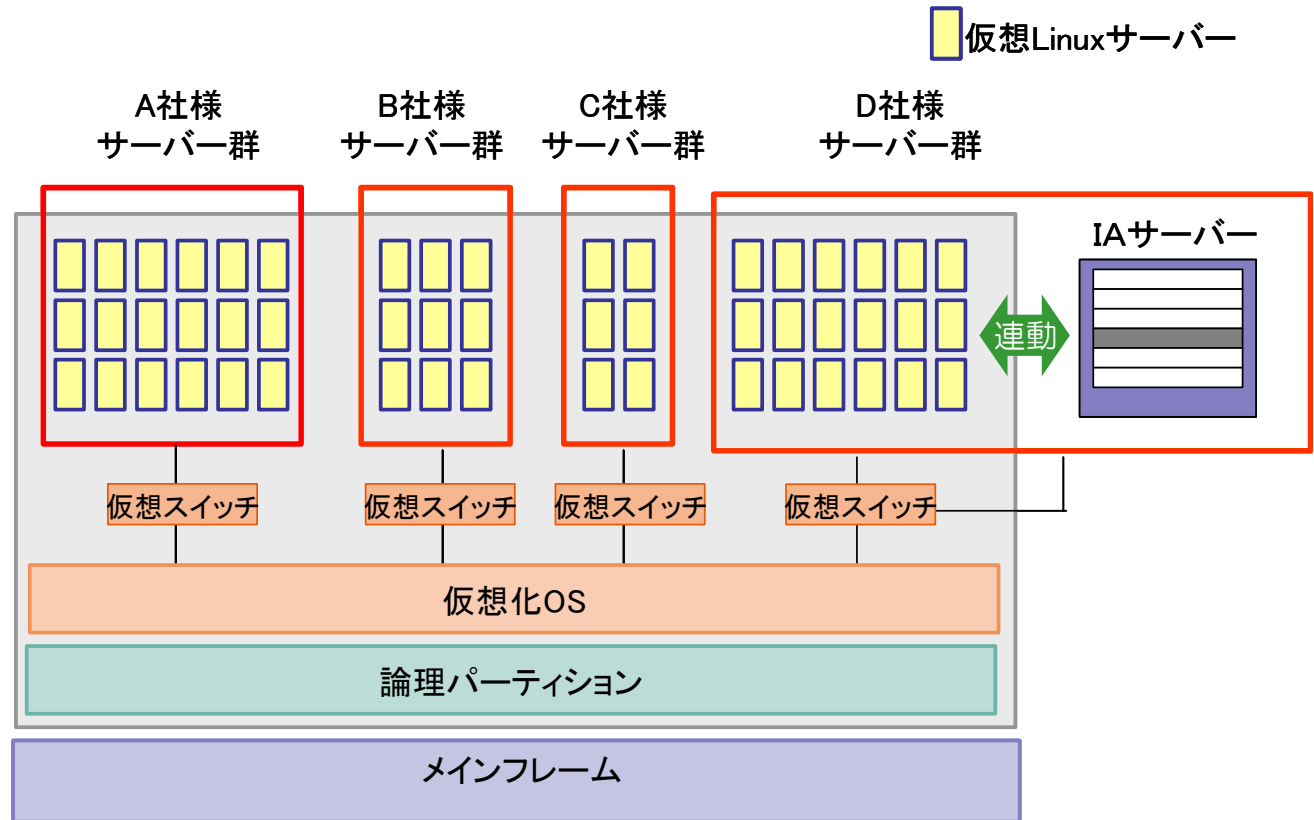 仮想Linuxサーバー
A社様
サーバー群
B社様
サーバー群
C社様
サーバー群
D社様
サーバー群
IAサーバー
連動
仮想スイッチ
仮想スイッチ
仮想スイッチ
仮想スイッチ
仮想化OS
論理パーティション
メインフレーム